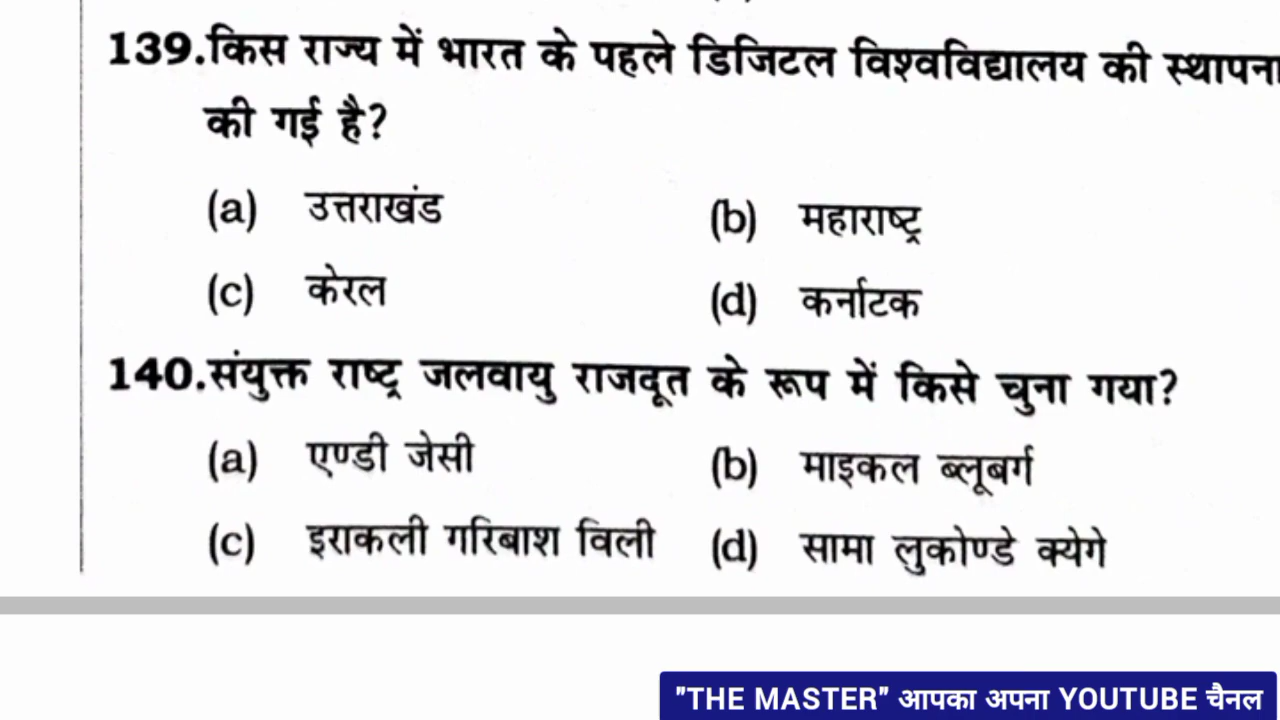 139.किस राज्य में भारत के पहले डिजिटल विश्वविद्यालय की स्थापना
की गई है?
(a) उत्तराखंड (b) महाराष्ट्र
(c) केरल (d) कर्नाटक
140.संयुक्त राष्ट्र जलवायु राजदूत के रूप में किसे चुना गया?
(a) एण्डी जेसी (b) माइकल ब्लूबर्ग
(c) इराकली गरिबाश विली (d) सामा लुकोण्डे क्येगे
"THE MASTER" आपका अपना YOUTUBE चैनल